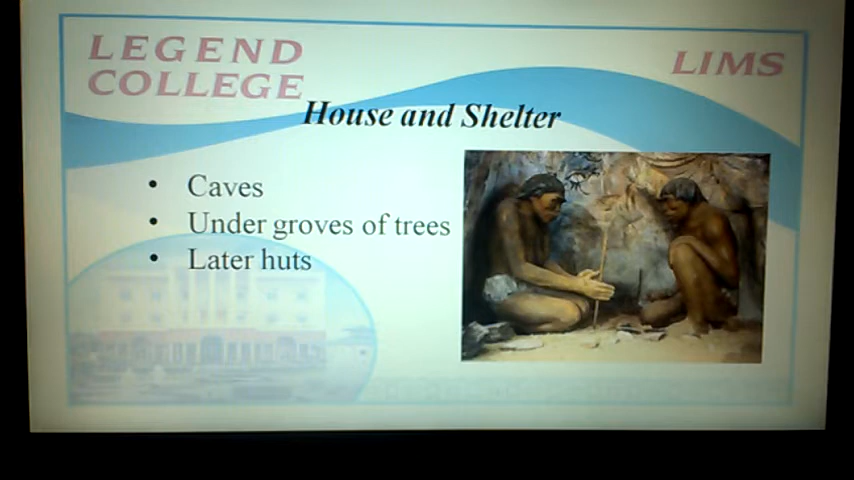 LEGEND
COLLEGE
LIMS
House and Shelter
• Caves
• Under groves of trees
• Later huts